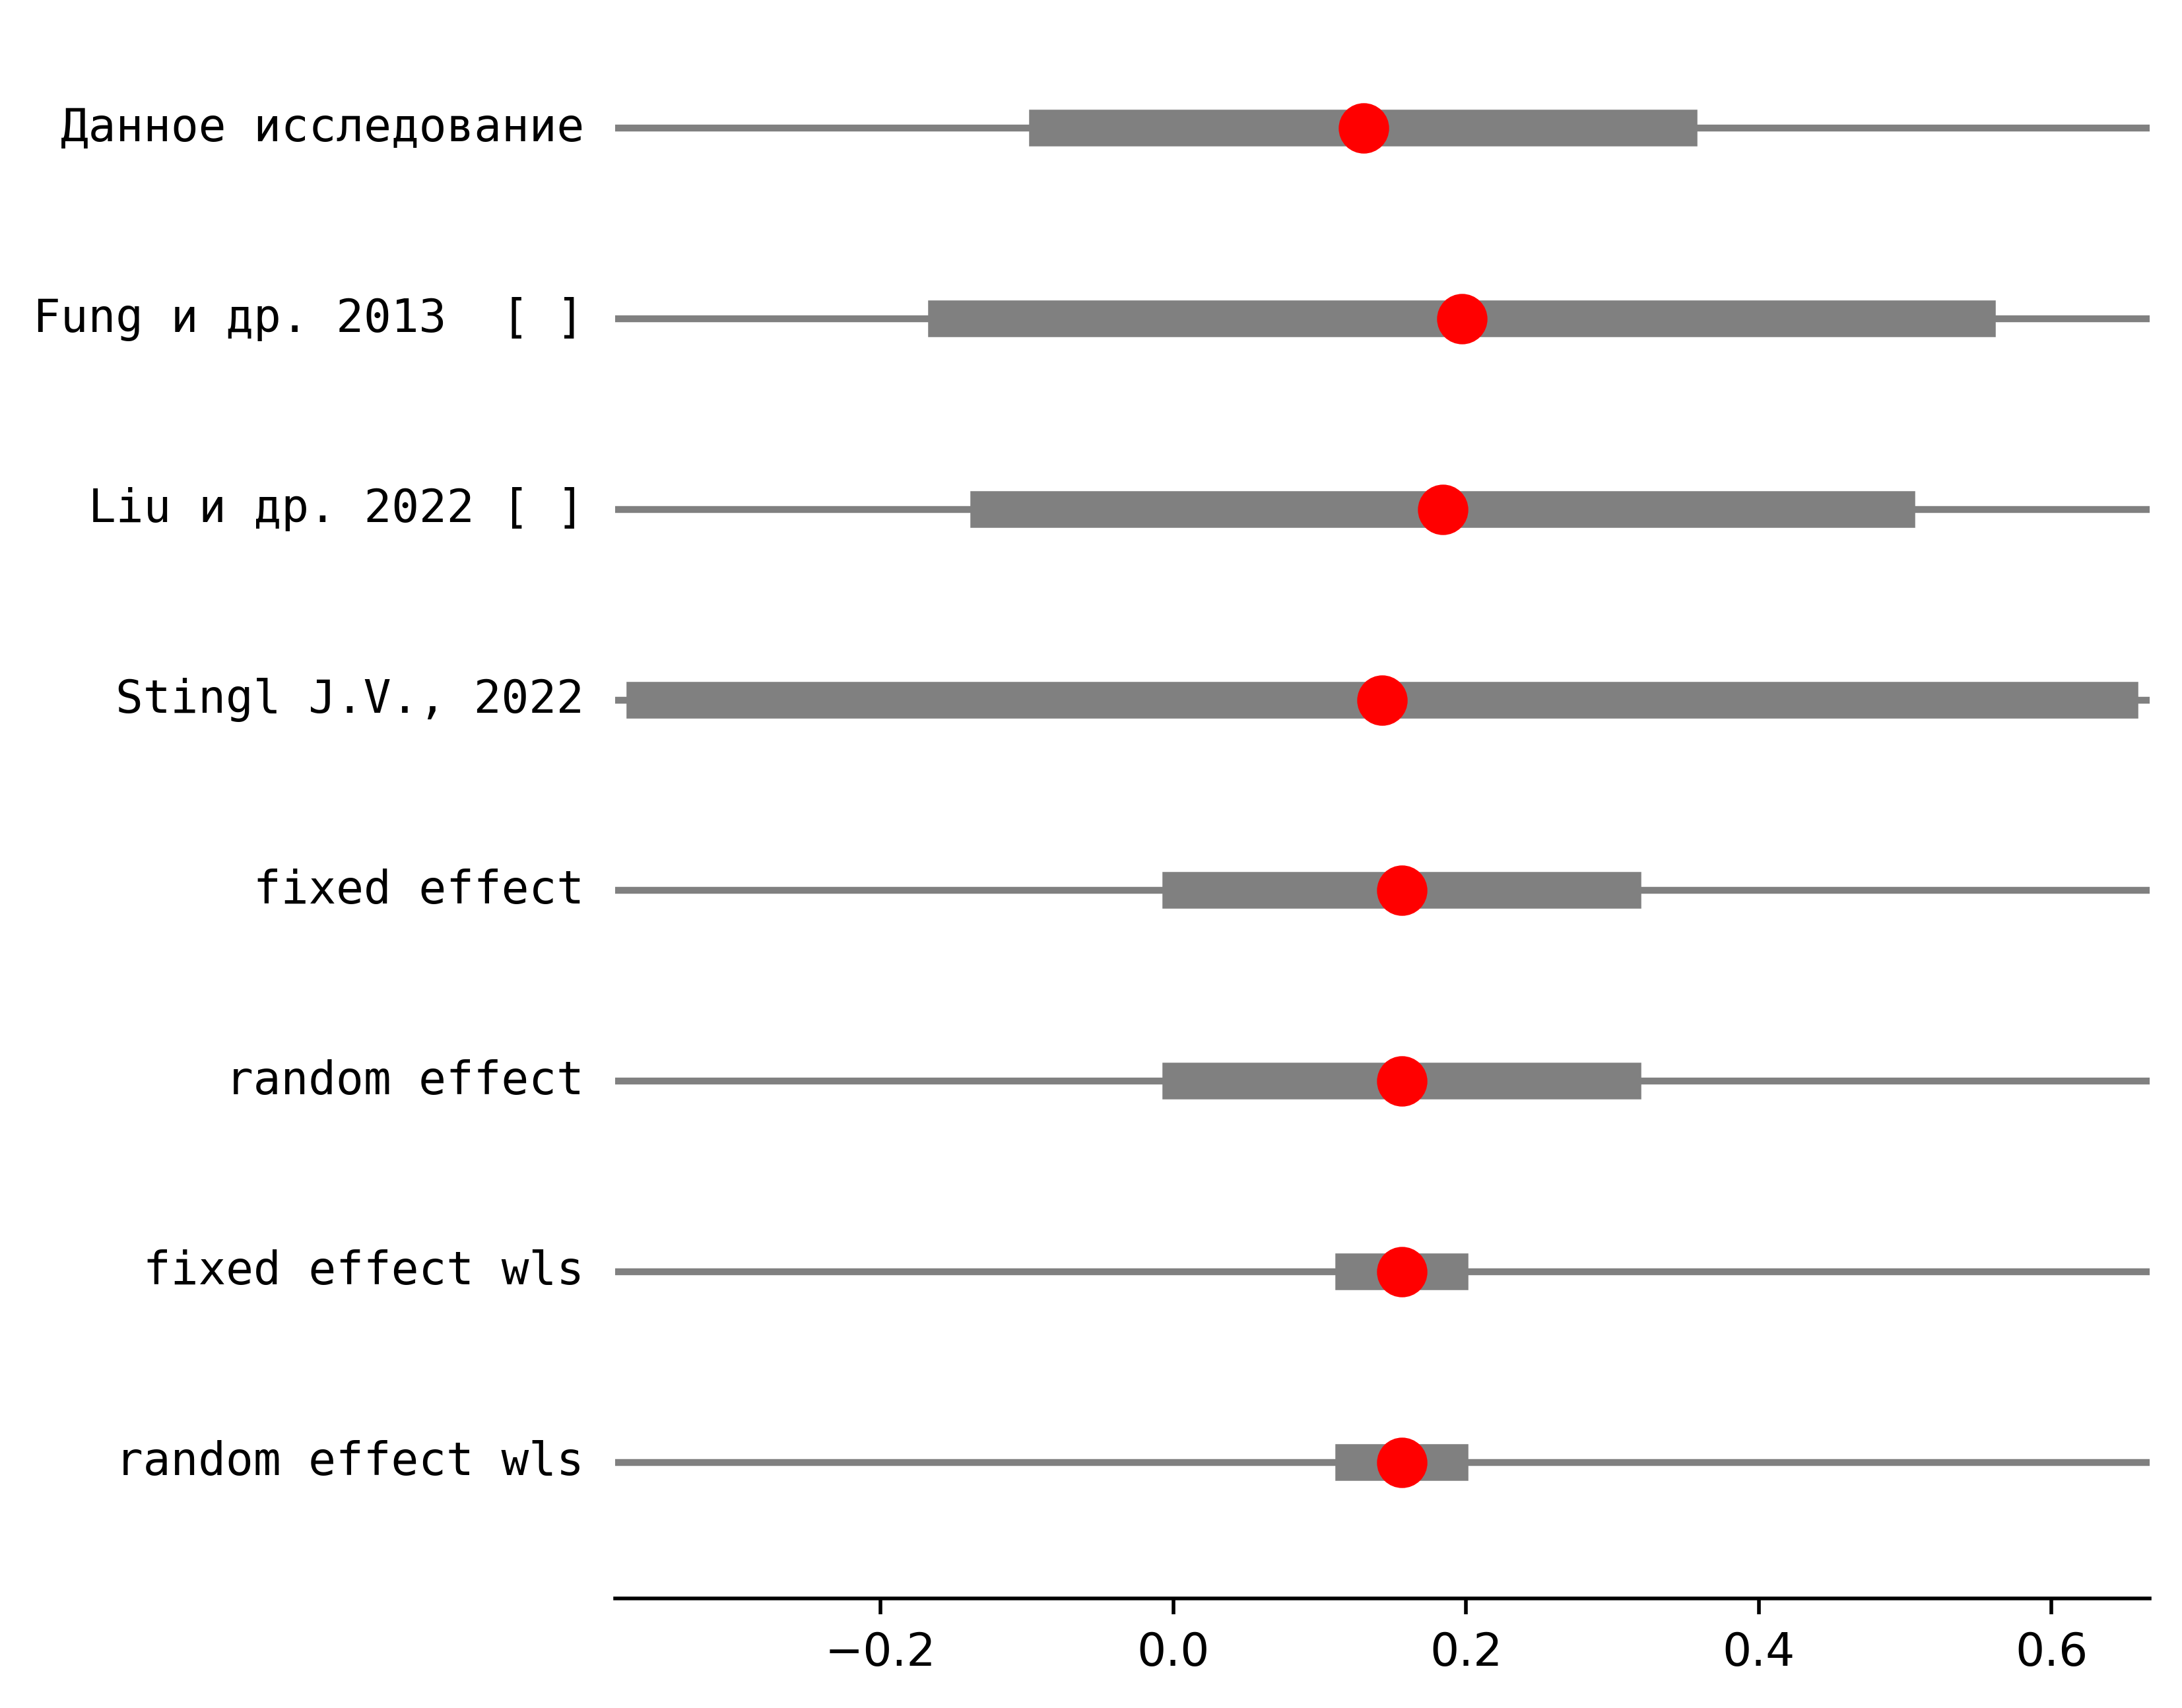 Данное исследование
Fung и др. 2013  [ ]
Liu и др. 2022 [ ]
Stingl J.V., 2022
fixed effect
random effect
fixed effect wls
random effect wls
−0.2 0.0 0.2 0.4 0.6